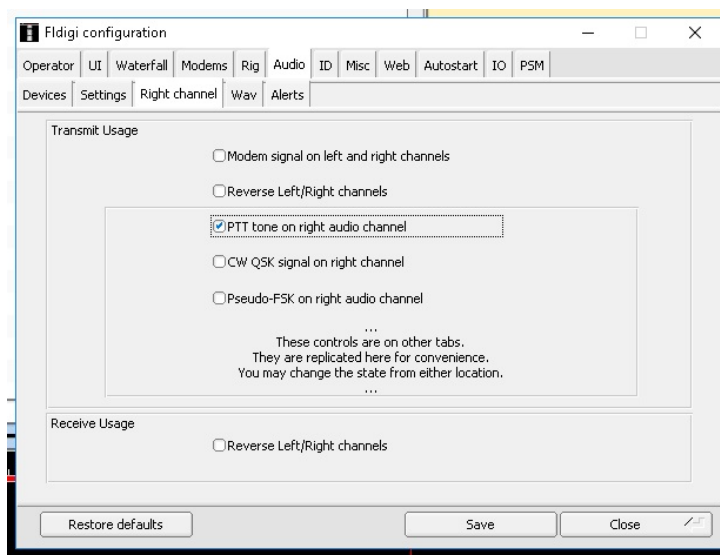 Fldigi configuration
Operator UI Waterfall Modems Rig Audio ID Misc Web Autostart IO PSM
Devices Settings Right channel Wav Alerts
Transmit Usage
Modem signal on left and right channels
Reverse Left/Right channels
PTT tone on right audio channel
CW QSK signal on right channel
Pseudo-FSK on right audio channel
...
These controls are on other tabs.
They are replicated here for convenience.
You may change the state from either location.
...
Receive Usage
Reverse Left/Right channels
Restore defaults Save Close